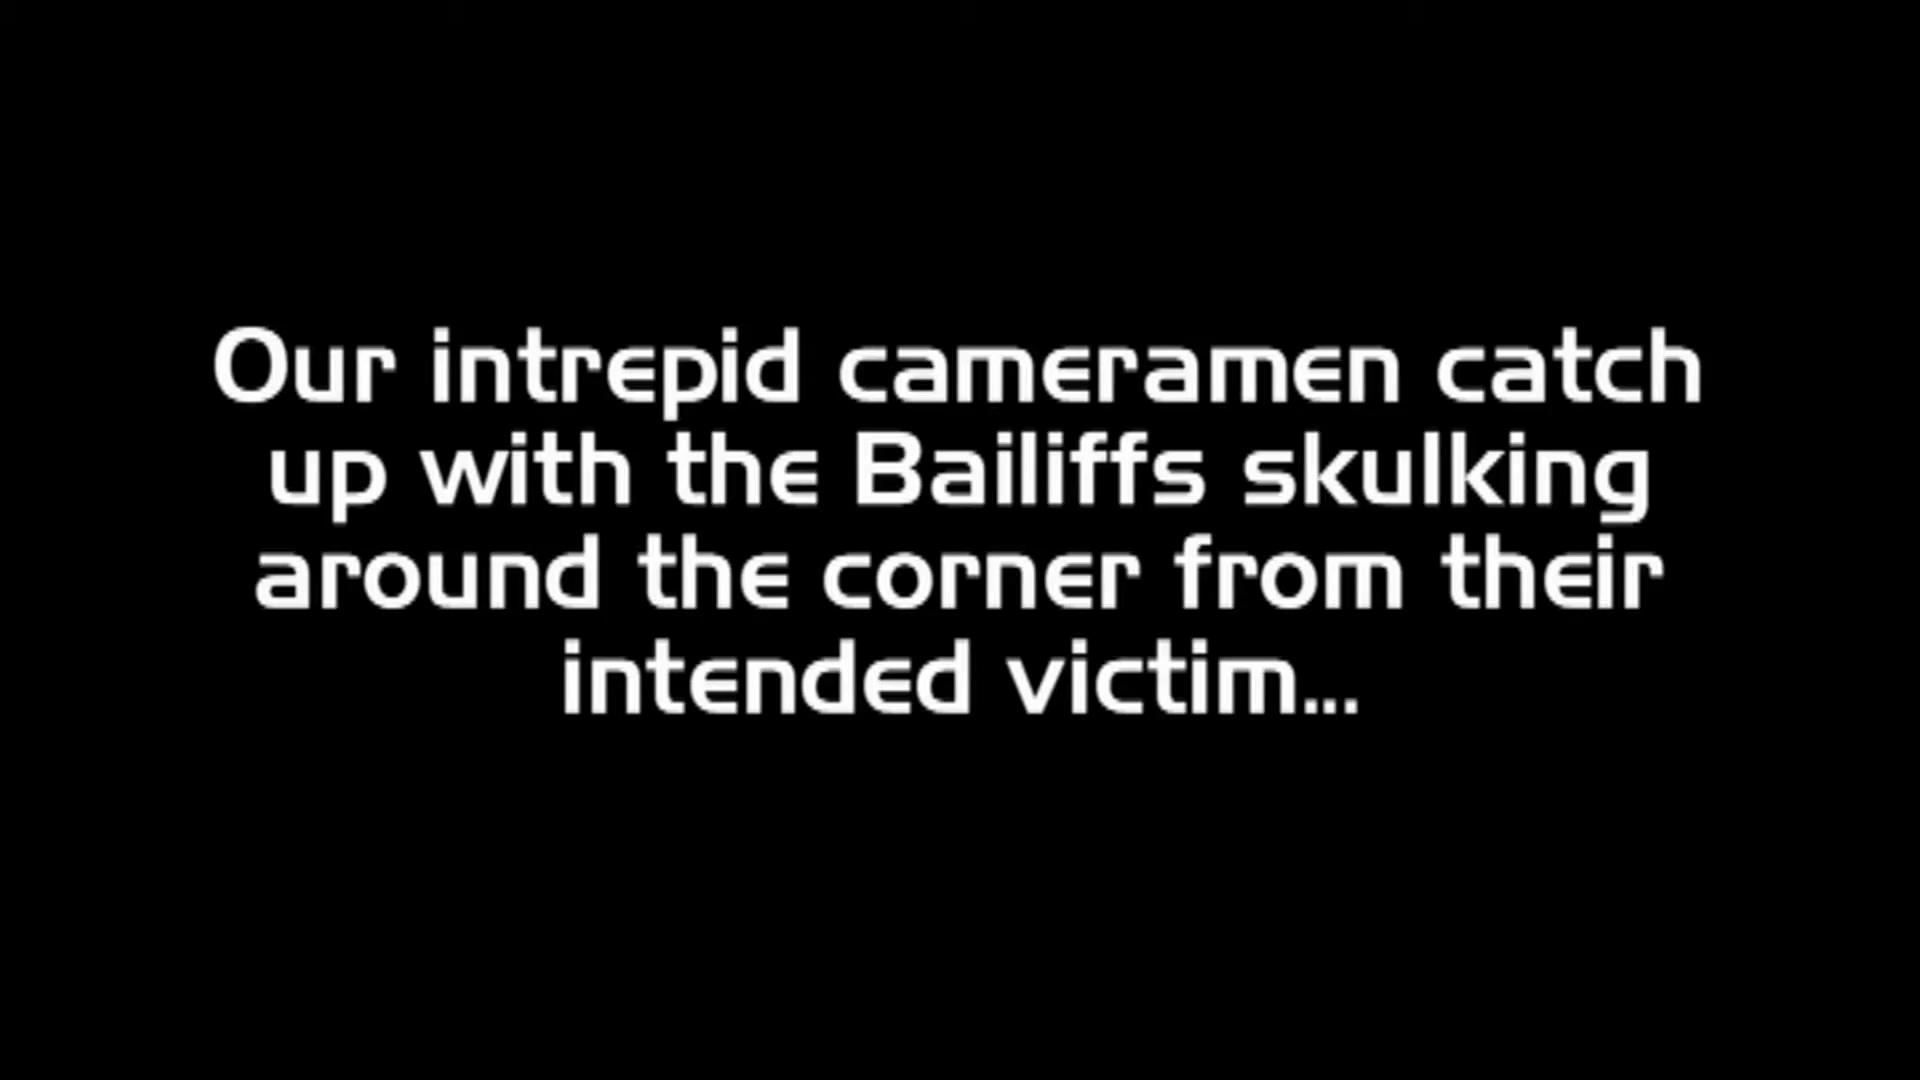 Our intrepid cameramen catch
up with the Bailiffs skulking
around the corner from their
intended victim...